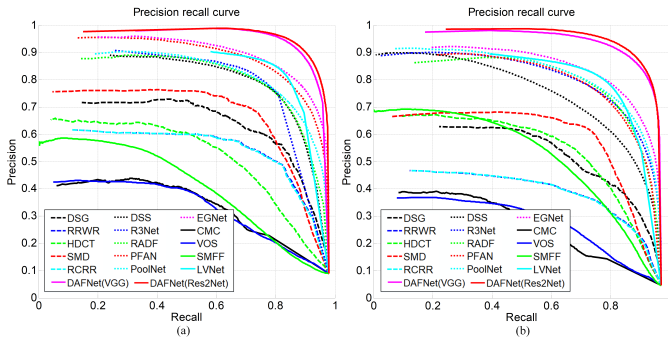 Precision recall curve
1
0.9
0.8
0.7
0.6
0.5
0.4
0.3
0.2
0.1
0
Precision
DSG DSS EGNet
RRWR R3Net CMC
HDCT RADF VOS
SMD PFAN SMFF
RCRR PoolNet LVNet
DAFNet(VGG) DAFNet(Res2Net)
0 0.2 0.4 0.6 0.8 1
Recall
(a)
Precision recall curve
1
0.9
0.8
0.7
0.6
0.5
0.4
0.3
0.2
0.1
0
Precision
DSG DSS EGNet
RRWR R3Net CMC
HDCT RADF VOS
SMD PFAN SMFF
RCRR PoolNet LVNet
DAFNet(VGG) DAFNet(Res2Net)
0 0.2 0.4 0.6 0.8 1
Recall
(b)